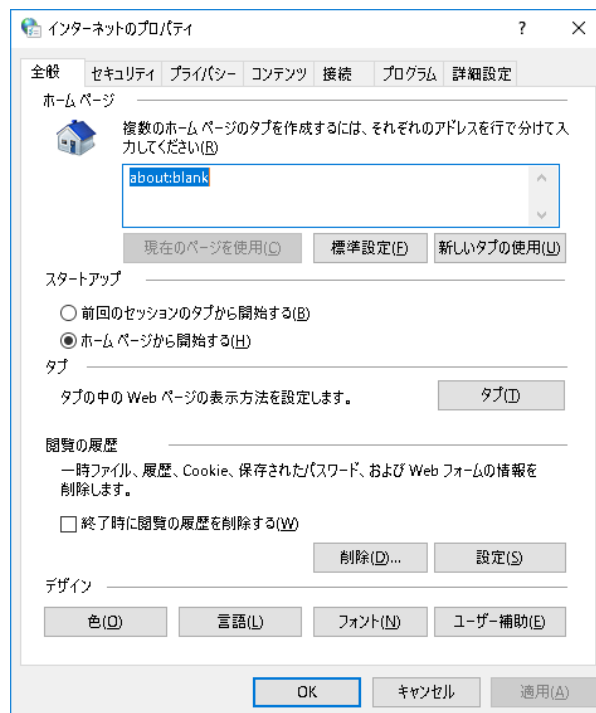 インターネットのプロパティ
?
×
全般 セキュリティ プライバシー コンテンツ 接続 プログラム 詳細設定
ホーム ページ
複数のホーム ページのタブを作成するには、それぞれのアドレスを行で分けて入
力してください(R)
about:blank
現在のページを使用(C) 標準設定(F) 新しいタブの使用(U)
スタートアップ
前回のセッションのタブから開始する(B)
ホーム ページから開始する(H)
タブ
タブの中の Web ページの表示方法を設定します。 タブ(T)
閲覧の履歴
一時ファイル、履歴、Cookie、保存されたパスワード、および Web フォームの情報を
削除します。
終了時に閲覧の履歴を削除する(W)
削除(D)... 設定(S)
デザイン
色(O) 言語(L) フォント(N) ユーザー補助(E)
OK キャンセル 適用(A)